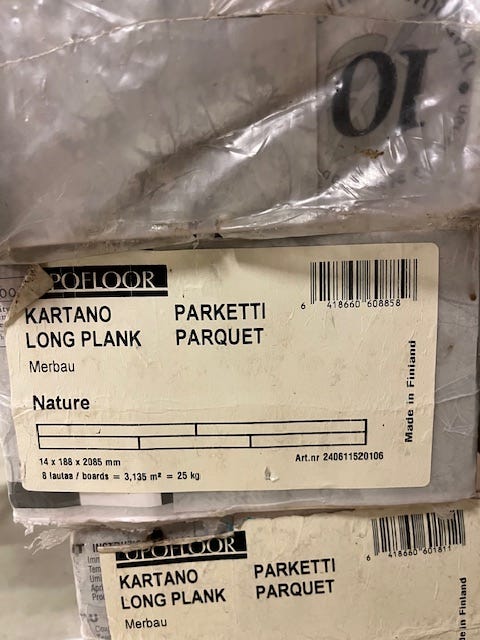 10
UPOFLOOR
KARTANO PARKETTI
LONG PLANK PARQUET
Merbau
Nature
14 x 188 x 2085 mm
8 lautaa / boards = 3,135 m² = 25 kg
Art.nr 240611520106
6 418660 608858
Made in Finland
UPOFLOOR
KARTANO PARKETTI
LONG PLANK PARQUET
Merbau
6 418660 601811
in Finland